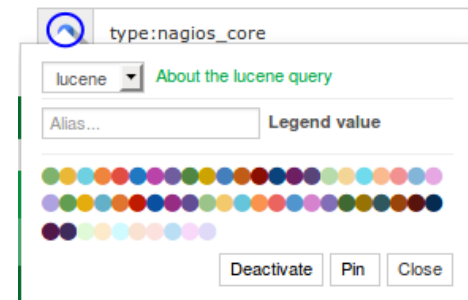 type:nagios_core
lucene About the lucene query
Alias... Legend value
Deactivate Pin Close